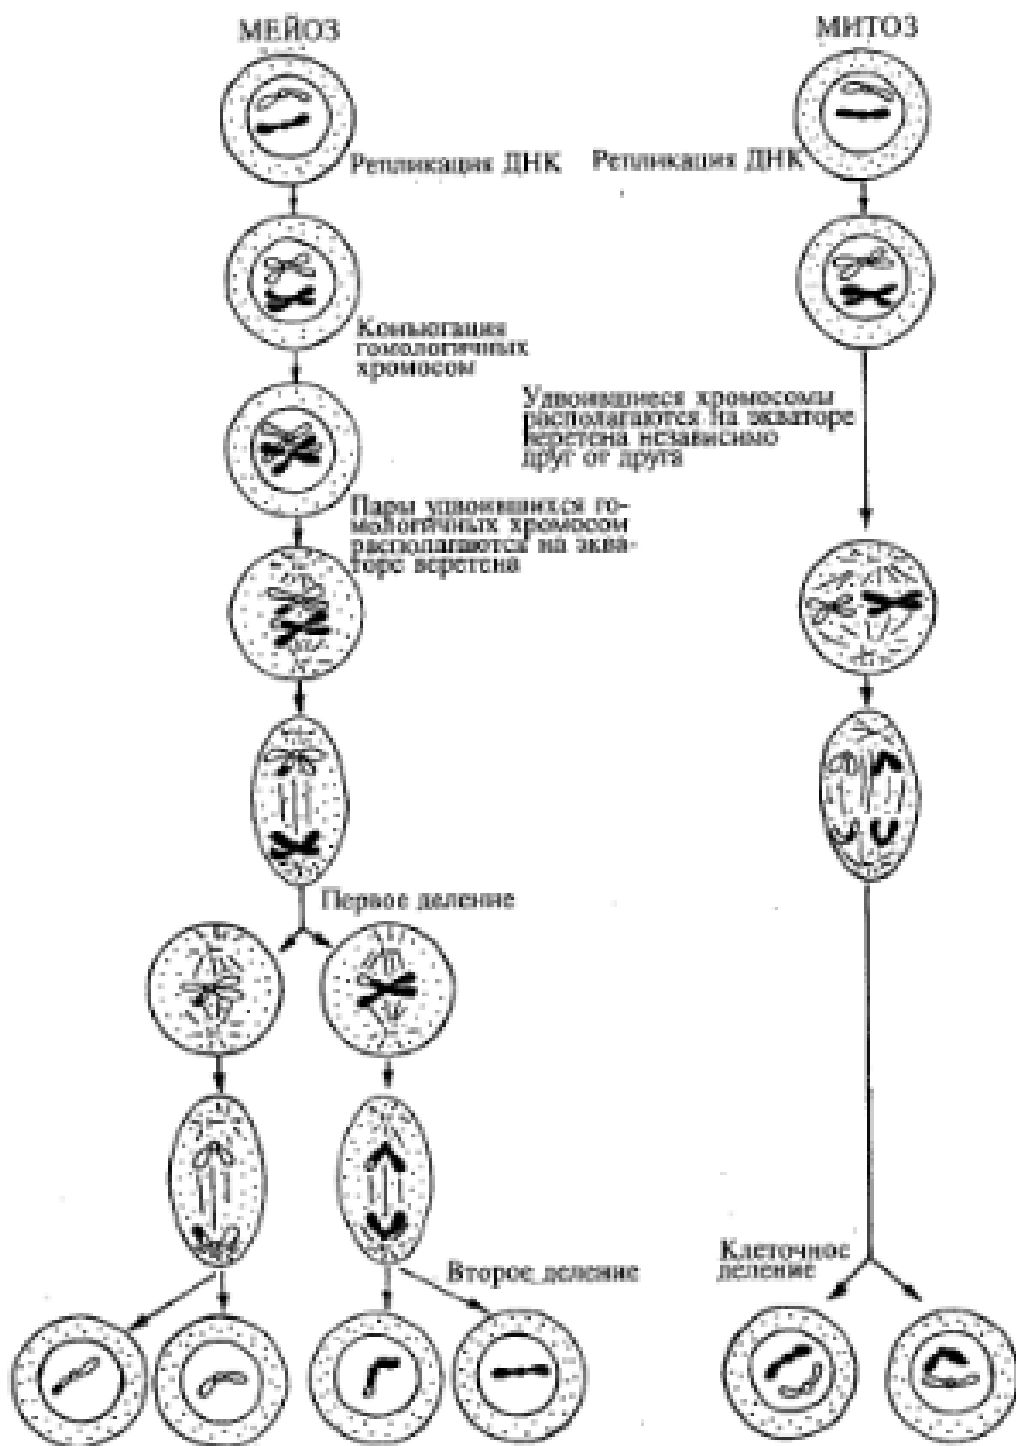 МЕЙОЗ
МИТОЗ
Репликация ДНК
Репликация ДНК
Конъюгация
гомологичных
хромосом
Удвоившиеся хромосомы
располагаются на экваторе
веретена независимо
друг от друга
Пары удвоившихся го-
мологичных хромосом
располагаются на эква-
торе веретена
Первое деление
Второе деление
Клеточное
деление